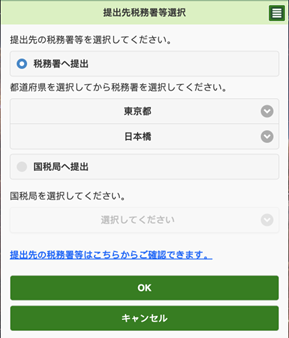 提出先税務署等選択
提出先の税務署等を選択してください。
税務署へ提出
都道府県を選択してから税務署を選択してください。
東京都
日本橋
国税局へ提出
国税局を選択してください。
選択してください
提出先の税務署等はこちらからご確認できます。
OK
キャンセル